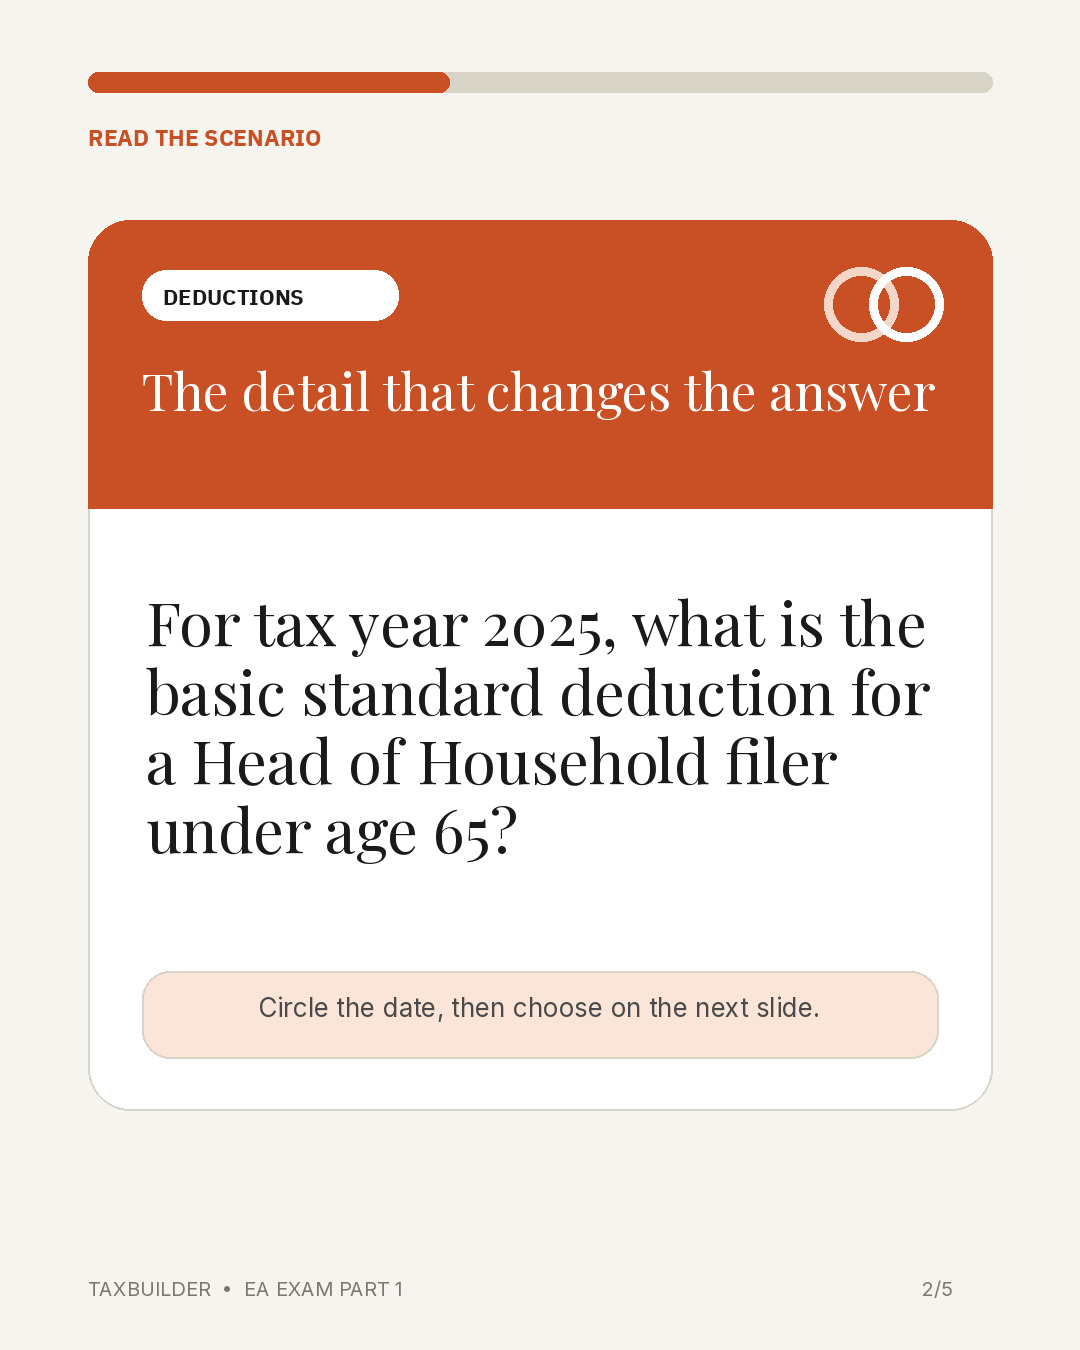 READ THE SCENARIO
DEDUCTIONS
The detail that changes the answer
For tax year 2025, what is the
basic standard deduction for
a Head of Household filer
under age 65?
Circle the date, then choose on the next slide.
TAXBUILDER • EA EXAM PART 1
2/5